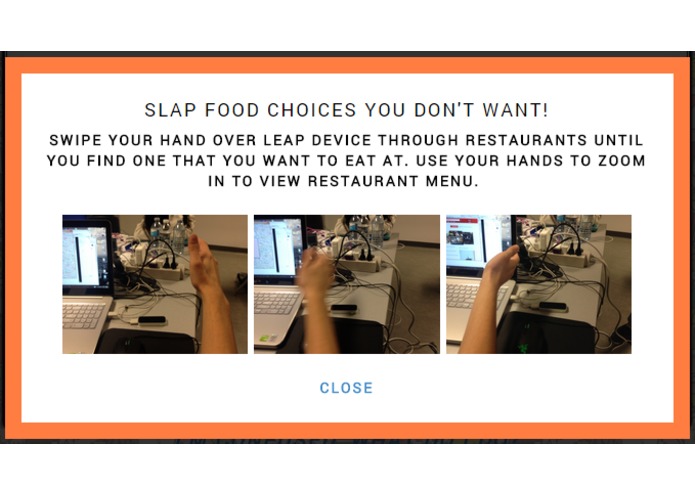 SLAP FOOD CHOICES YOU DON'T WANT!
SWIPE YOUR HAND OVER LEAP DEVICE THROUGH RESTAURANTS UNTIL
YOU FIND ONE THAT YOU WANT TO EAT AT. USE YOUR HANDS TO ZOOM
IN TO VIEW RESTAURANT MENU.
CLOSE